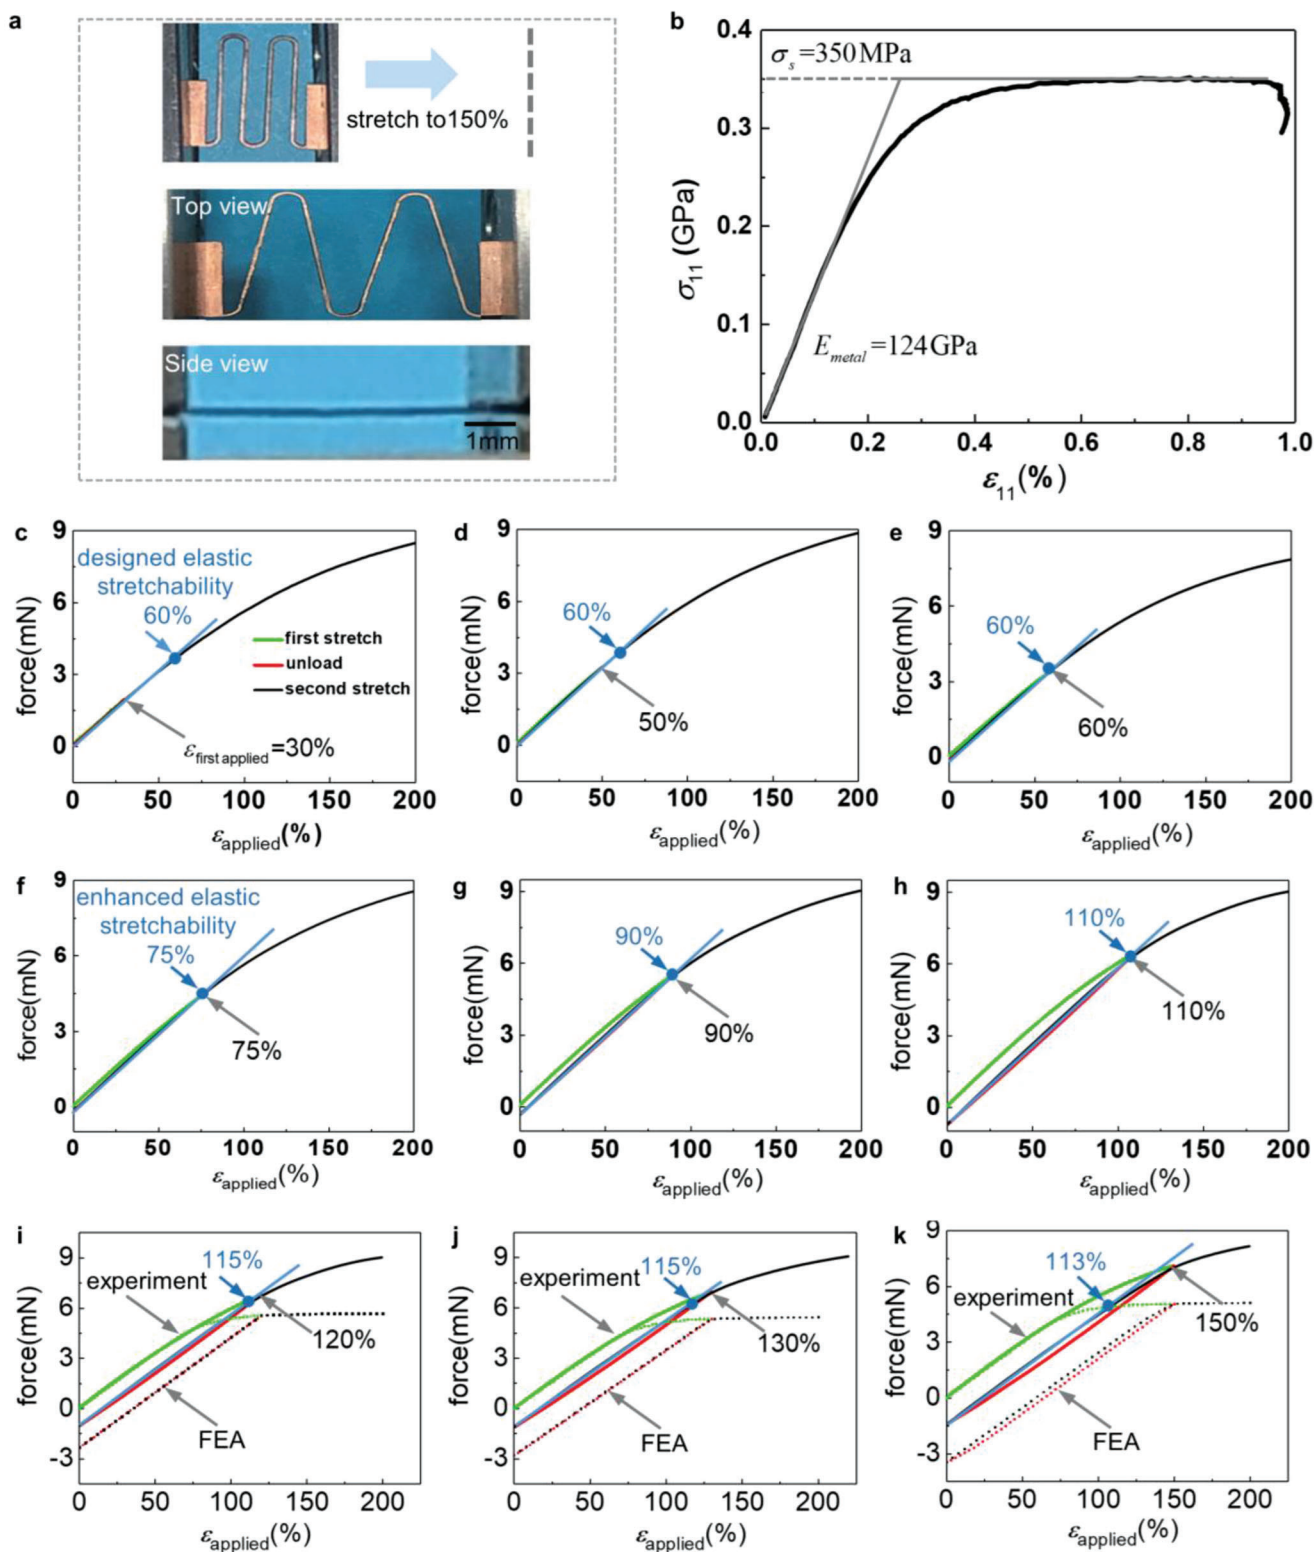 a
stretch to150%
Top view
Side view
1mm
b
0.4
0.3
0.2
0.1
0.0
σs=350MPa
Emetal=124GPa
σ11 (GPa)
0.0 0.2 0.4 0.6 0.8 1.0
ε11(%)
c
9
6
3
0
force(mN)
designed elastic
stretchability
60%
first stretch
unload
second stretch
εfirst applied=30%
0 50 100 150 200
εapplied(%)
d
9
6
3
0
force(mN)
60%
50%
0 50 100 150 200
εapplied(%)
e
9
6
3
0
force(mN)
60%
60%
0 50 100 150 200
εapplied(%)
f
9
6
3
0
force(mN)
enhanced elastic
stretchability
75%
75%
0 50 100 150 200
εapplied(%)
g
9
6
3
0
force(mN)
90%
90%
0 50 100 150 200
εapplied(%)
h
9
6
3
0
force(mN)
110%
110%
0 50 100 150 200
εapplied(%)
i
9
6
3
0
-3
force(mN)
115%
experiment
120%
FEA
0 50 100 150 200
εapplied(%)
j
9
6
3
0
-3
force(mN)
115%
experiment
130%
FEA
0 50 100 150 200
εapplied(%)
k
9
6
3
0
-3
force(mN)
113%
experiment
150%
FEA
0 50 100 150 200
εapplied(%)